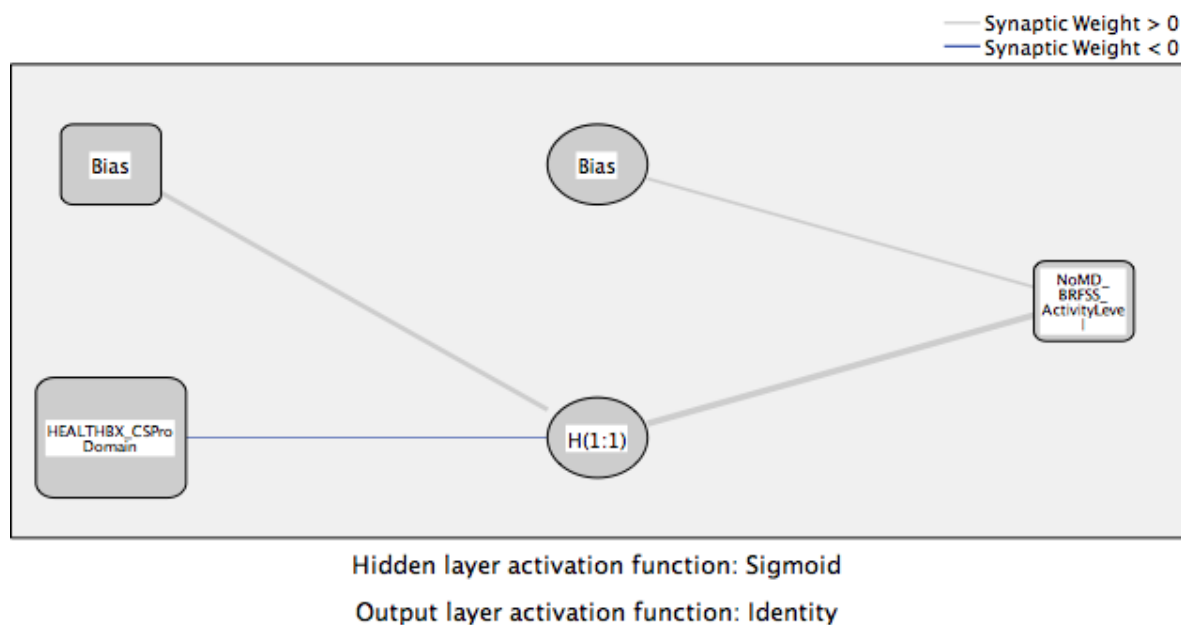 Synaptic Weight > 0
Synaptic Weight < 0
Bias
Bias
NoMD_
BRFSS_
ActivityLeve
l
HEALTHBX_CSPro
Domain
H(1:1)
Hidden layer activation function: Sigmoid
Output layer activation function: Identity